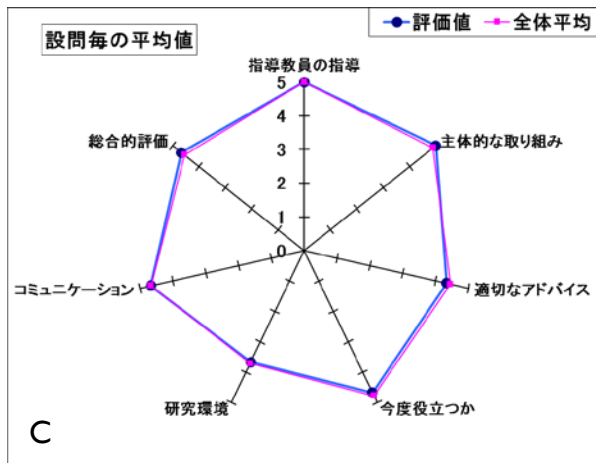 設問毎の平均値
評価値 全体平均
指導教員の指導
5
4
3
2
1
0
主体的な取り組み
適切なアドバイス
今度役立つか
研究環境
コミュニケーション
総合的評価
C